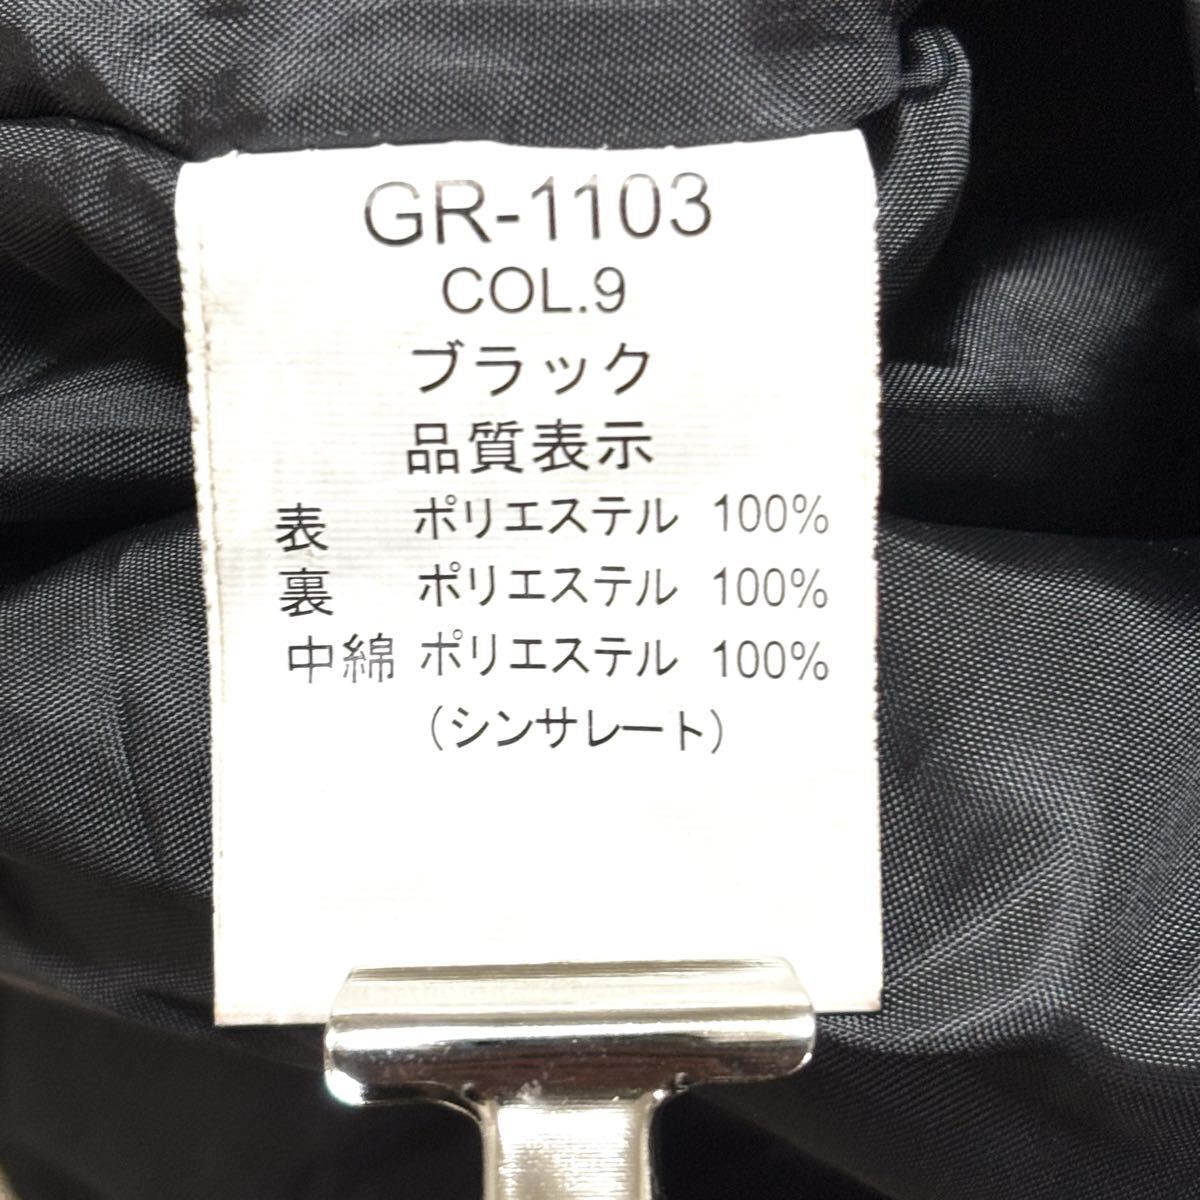 GR-1103
COL.9
ブラック
品質表示
表 ポリエステル 100%
裏 ポリエステル 100%
中綿 ポリエステル 100%
(シンサレート)